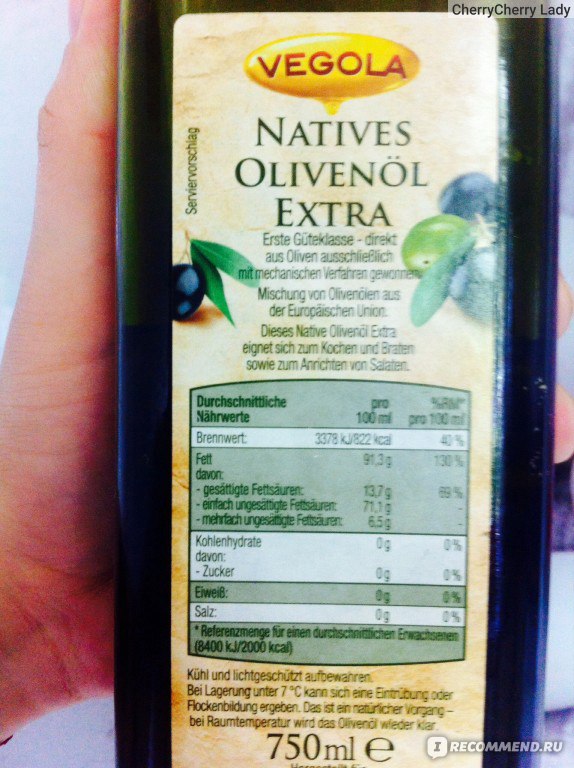 CherryCherry Lady
VEGOLA
Serviervorschlag
NATIVES
OLIVENÖL
EXTRA
Erste Güteklasse - direkt
aus Oliven ausschließlich
mit mechanischen Verfahren gewonnen.
Mischung von Olivenölen aus
der Europäischen Union.
Dieses Native Olivenöl Extra
eignet sich zum Kochen und Braten
sowie zum Anrichten von Salaten.
Durchschnittliche pro %RM*
Nährwerte 100 ml pro 100 ml
Brennwert: 3378 kJ/822 kcal 40 %
Fett 91,3 g 130 %
davon:
- gesättigte Fettsäuren: 13,7 g 69 %
- einfach ungesättigte Fettsäuren: 71,1 g -
- mehrfach ungesättigte Fettsäuren: 6,5 g -
Kohlenhydrate 0 g 0 %
davon:
- Zucker 0 g 0 %
Eiweiß: 0 g 0 %
Salz: 0 g 0 %
* Referenzmenge für einen durchschnittlichen Erwachsenen
(8400 kJ/2000 kcal)
Kühl und lichtgeschützt aufbewahren.
Bei Lagerung unter 7 °C kann sich eine Eintrübung oder
Flockenbildung ergeben. Das ist ein natürlicher Vorgang –
bei Raumtemperatur wird das Olivenöl wieder klar.
750 ml e
Hergestellt für
I RECOMMEND.RU